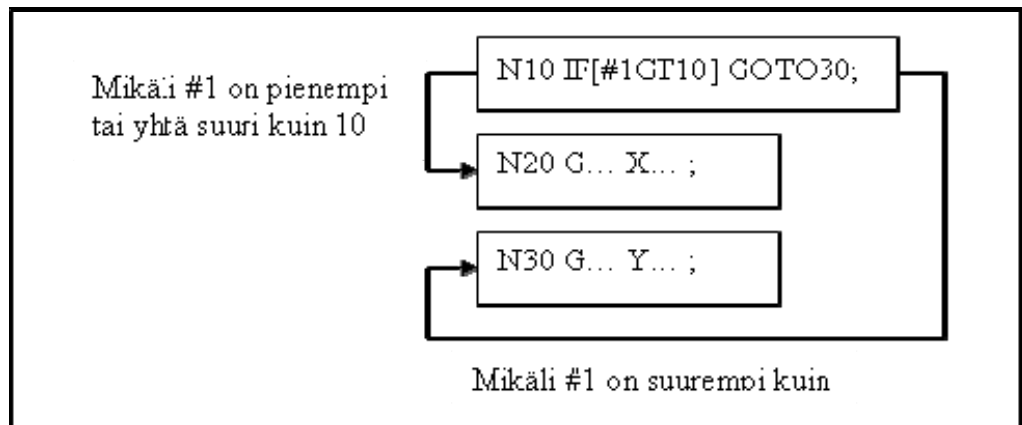 N10 IF[#1GT10] GOTO30;
Mikäli #1 on pienempi
tai yhtä suuri kuin 10
N20 G... X... ;
N30 G... Y... ;
Mikäli #1 on suurempi kuin